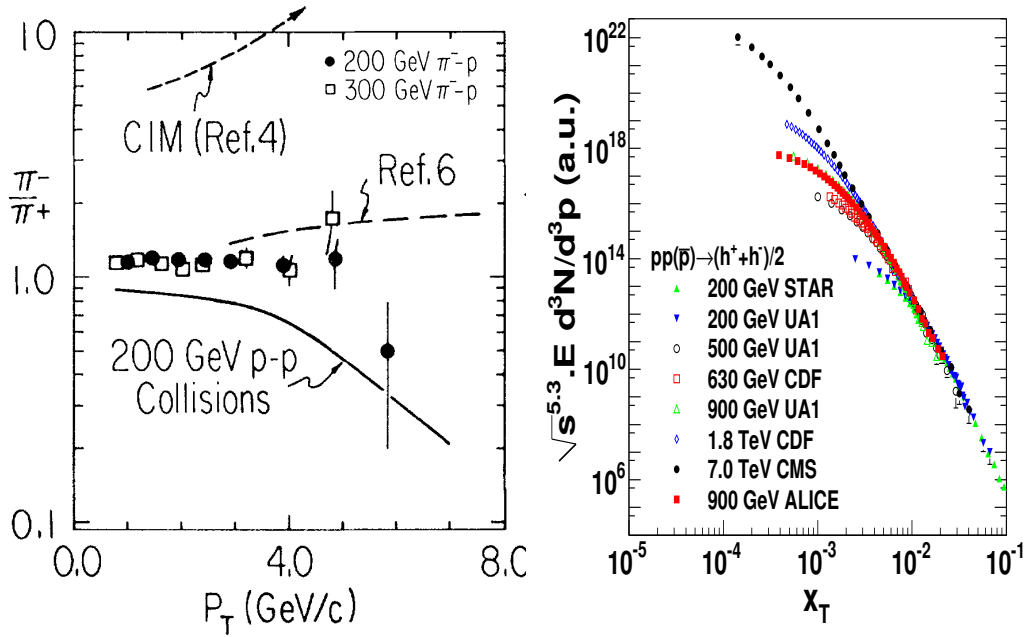 10
1.0
0.1
π⁻
π+
200 GeV π⁻-p
300 GeV π⁻-p
CIM (Ref.4)
Ref.6
200 GeV p-p
Collisions
0.0
4.0
8.0
P_T (GeV/c)
√s^5.3.E d³N/d³p (a.u.)
10^22
10^18
10^14
10^10
10^6
pp(p̄)→(h⁺+h⁻)/2
200 GeV STAR
200 GeV UA1
500 GeV UA1
630 GeV CDF
900 GeV UA1
1.8 TeV CDF
7.0 TeV CMS
900 GeV ALICE
10^-5
10^-3
10^-2
10^-1
x_T